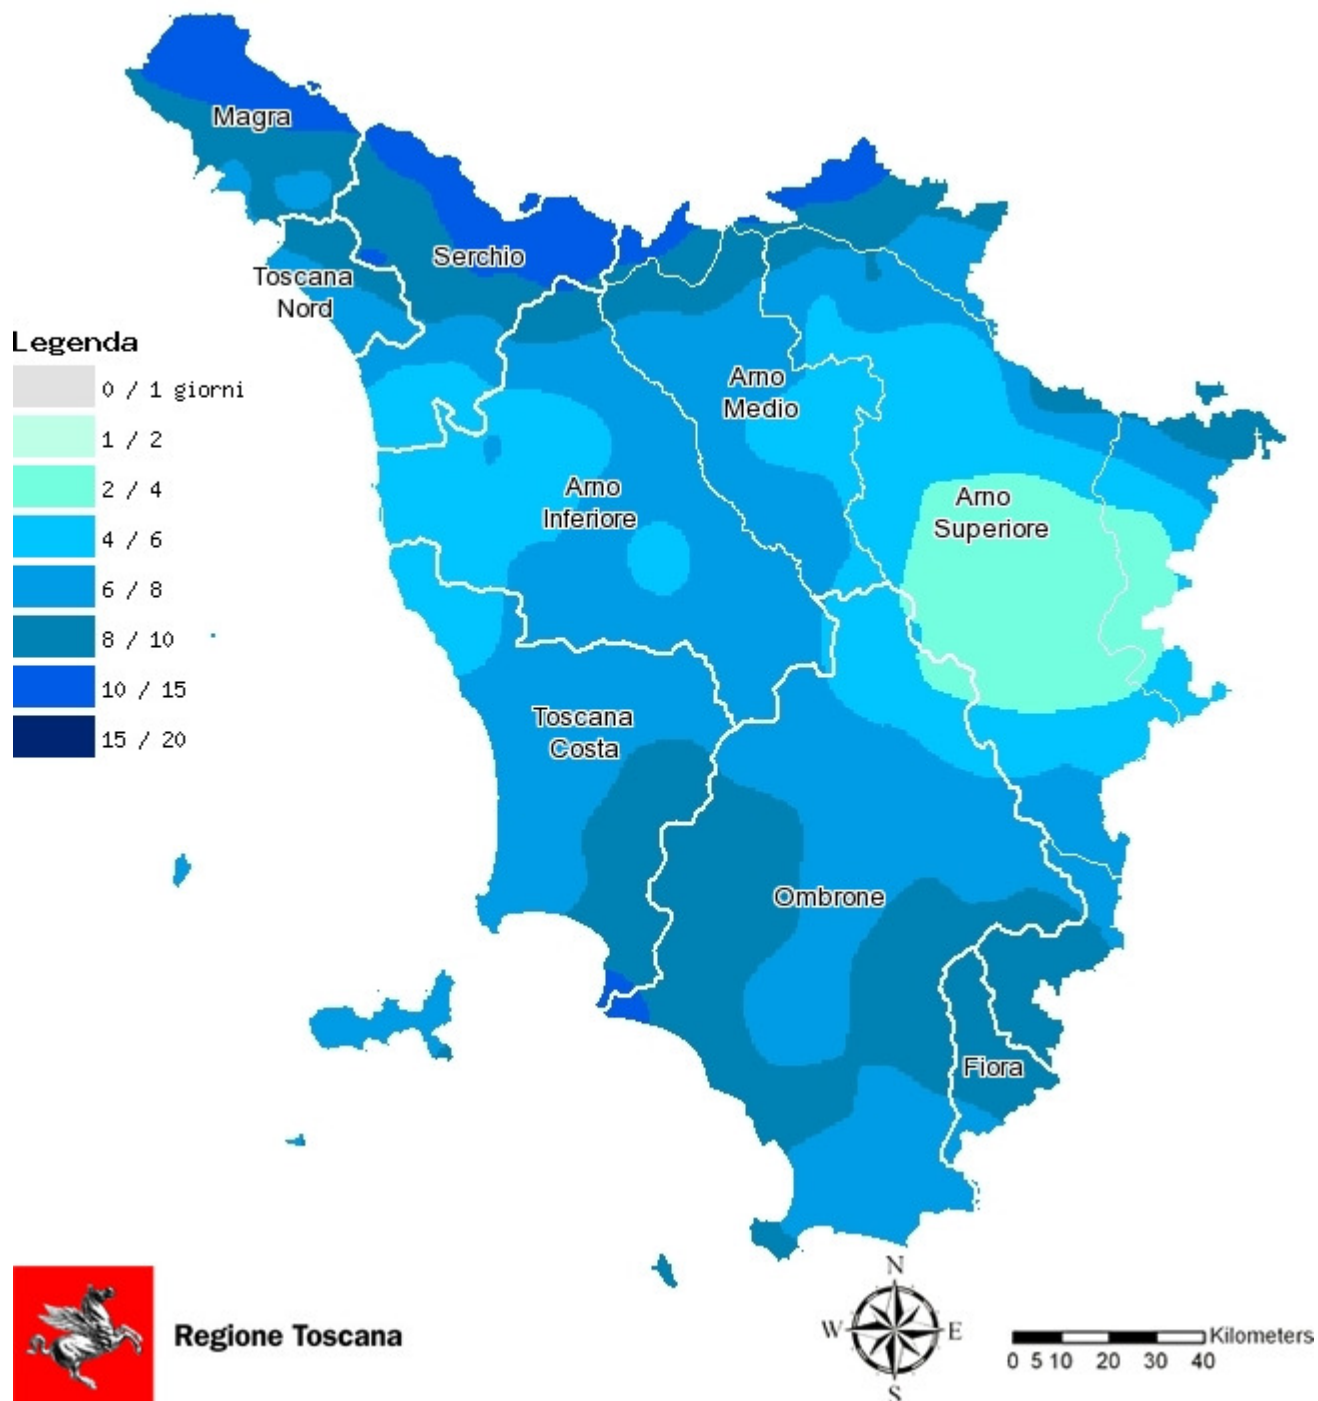 Magra
Serchio
Toscana
Nord
Legenda
0 / 1 giorni
1 / 2
2 / 4
4 / 6
6 / 8
8 / 10
10 / 15
15 / 20
Arno
Medio
Arno
Inferiore
Arno
Superiore
Toscana
Costa
Ombrone
Fiora
Regione Toscana
N
W E
S
Kilometers
0 5 10 20 30 40